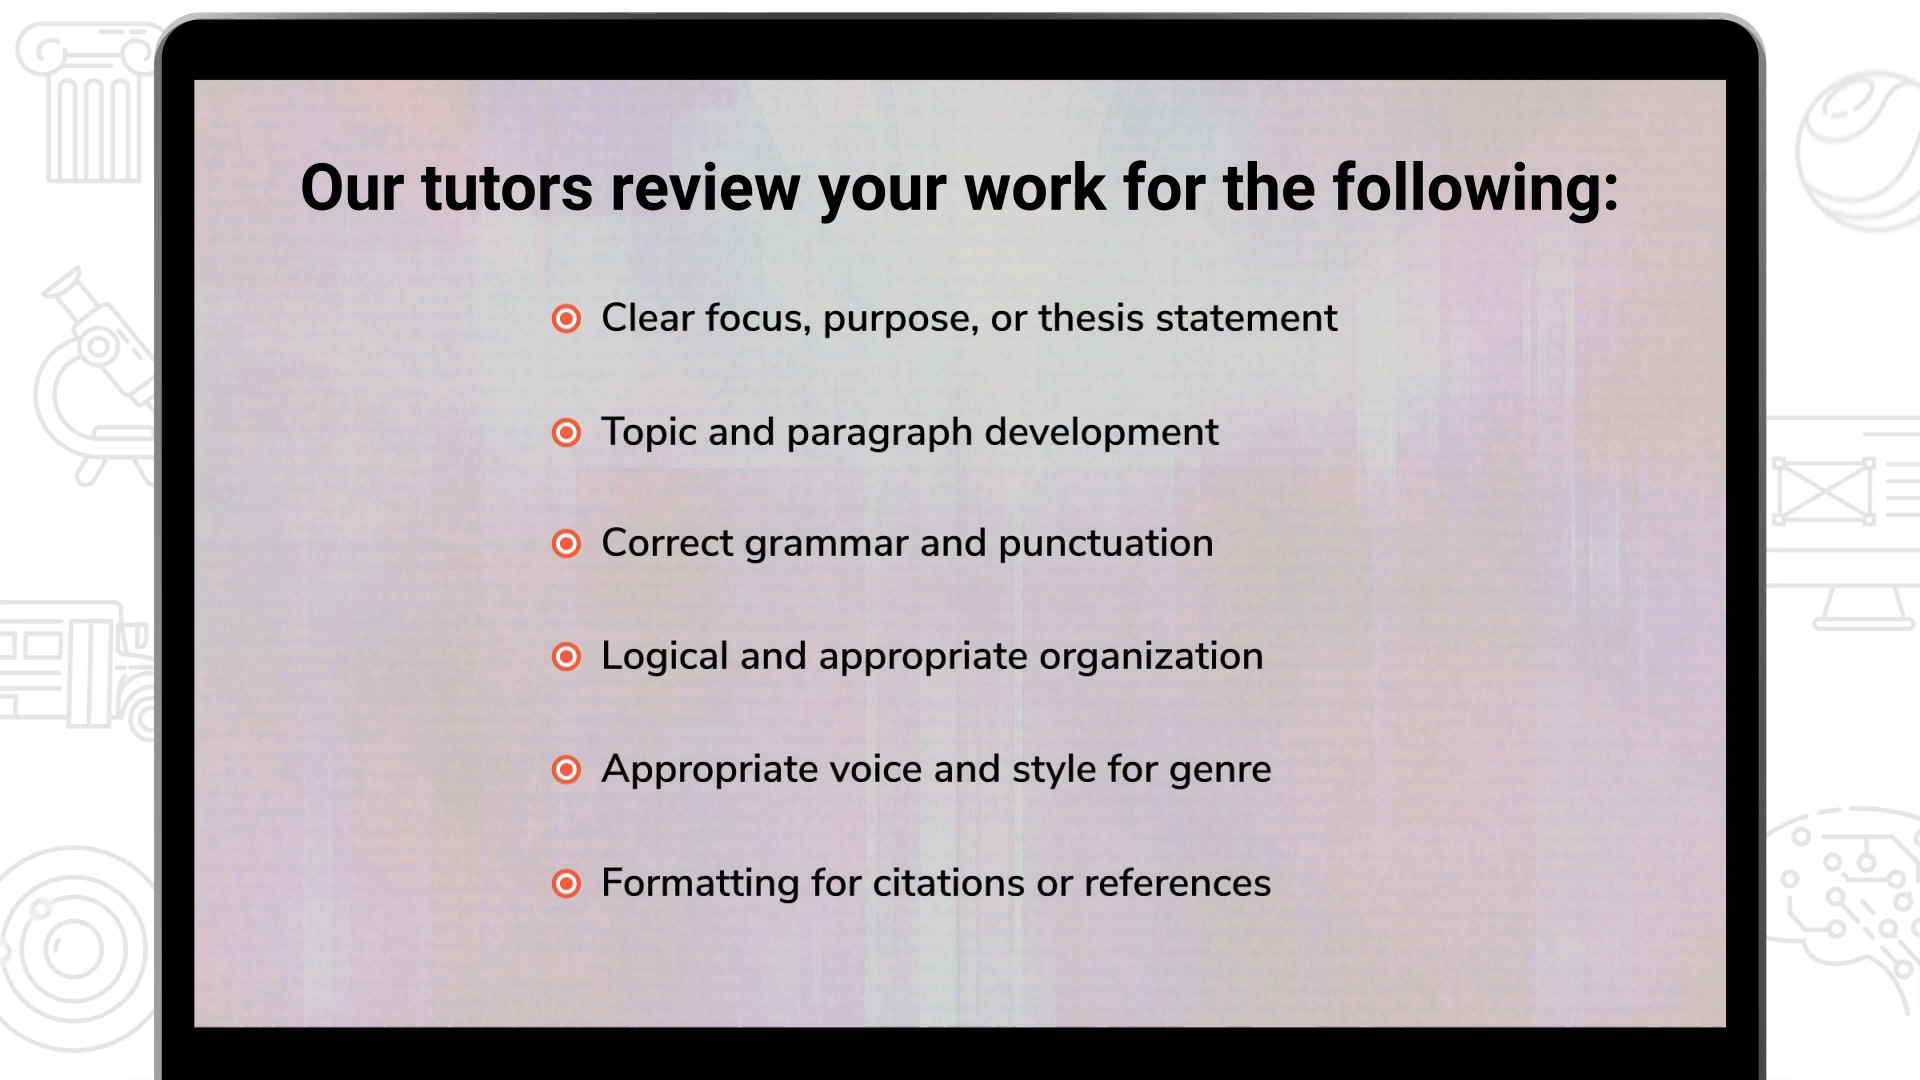 Our tutors review your work for the following:
Clear focus, purpose, or thesis statement
Topic and paragraph development
Correct grammar and punctuation
Logical and appropriate organization
Appropriate voice and style for genre
Formatting for citations or references